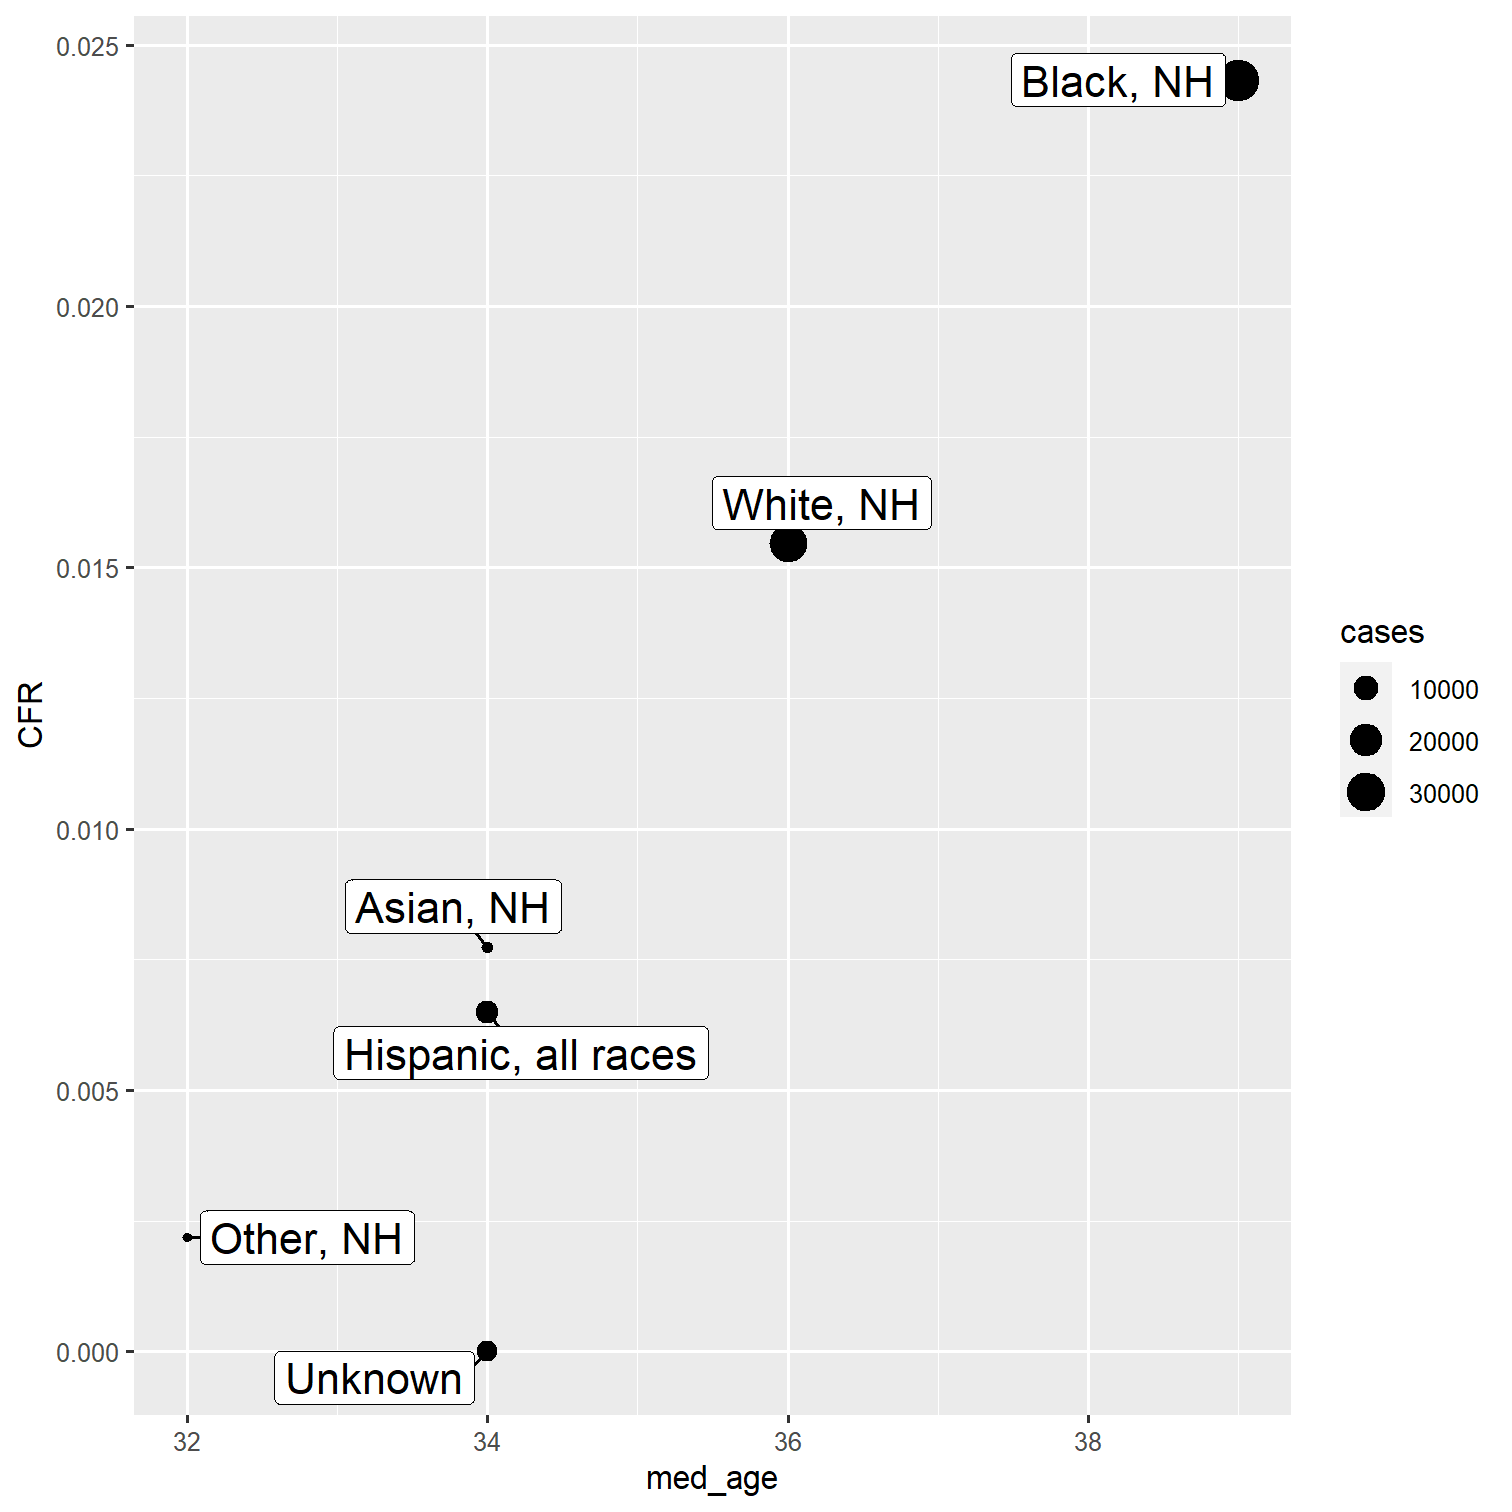 0.025
Black, NH
0.020
White, NH
0.015
cases
10000
20000
30000
CFR
0.010
Asian, NH
Hispanic, all races
0.005
Other, NH
0.000
Unknown
32 34 36 38
med_age